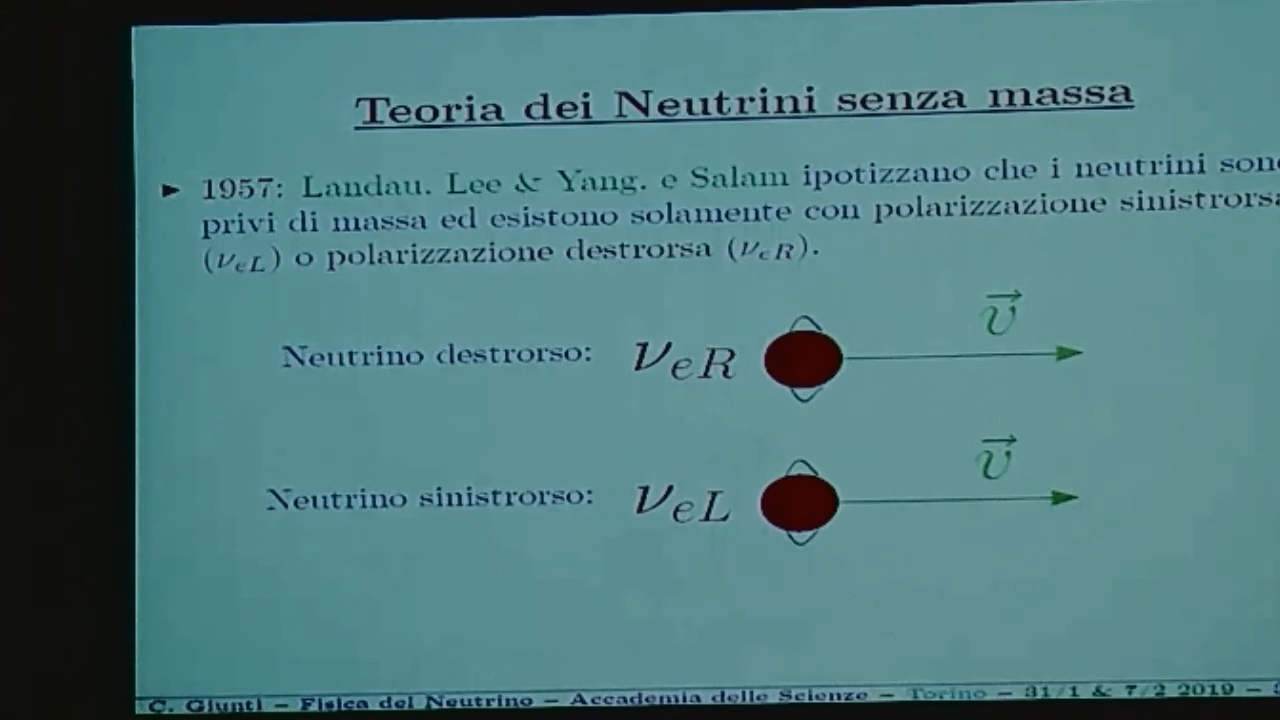 Teoria dei Neutrini senza massa
► 1957: Landau, Lee & Yang, e Salam ipotizzano che i neutrini sono
privi di massa ed esistono solamente con polarizzazione sinistrorsa
(νeL) o polarizzazione destrorsa (νeR).
v⃗
Neutrino destrorso: νeR
v⃗
Neutrino sinistrorso: νeL
C. Giunti – Fisica del Neutrino – Accademia delle Scienze – Torino – 31/1 & 7/2 2019 –